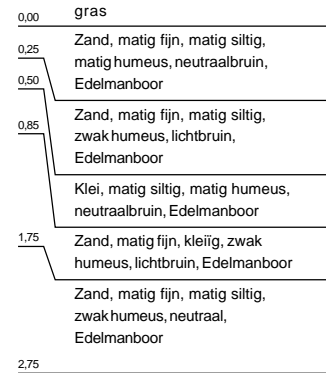 gras
0,00
Zand, matig fijn, matig siltig,
0,25
matig humeus, neutraalbruin,
Edelmanboor
0,50
Zand, matig fijn, matig siltig,
0,85
zwak humeus, lichtbruin,
Edelmanboor
Klei, matig siltig, matig humeus,
neutraalbruin, Edelmanboor
1,75
Zand, matig fijn, kleiïg, zwak
humeus, lichtbruin, Edelmanboor
Zand, matig fijn, matig siltig,
zwak humeus, neutraal,
Edelmanboor
2,75